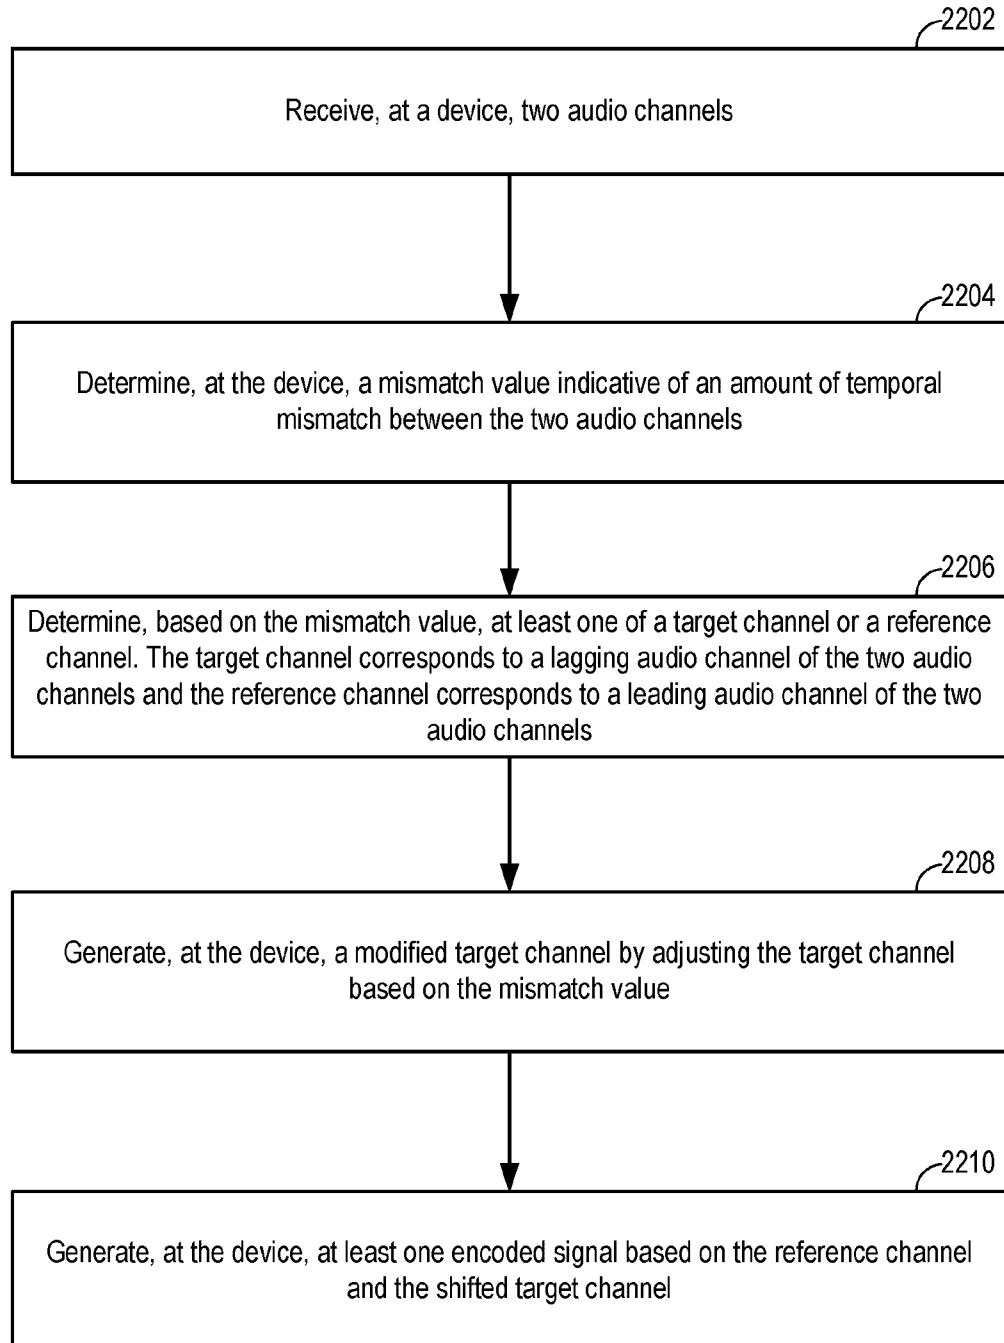 2202
Receive, at a device, two audio channels
2204
Determine, at the device, a mismatch value indicative of an amount of temporal
mismatch between the two audio channels
2206
Determine, based on the mismatch value, at least one of a target channel or a reference
channel. The target channel corresponds to a lagging audio channel of the two audio
channels and the reference channel corresponds to a leading audio channel of the two
audio channels
2208
Generate, at the device, a modified target channel by adjusting the target channel
based on the mismatch value
2210
Generate, at the device, at least one encoded signal based on the reference channel
and the shifted target channel